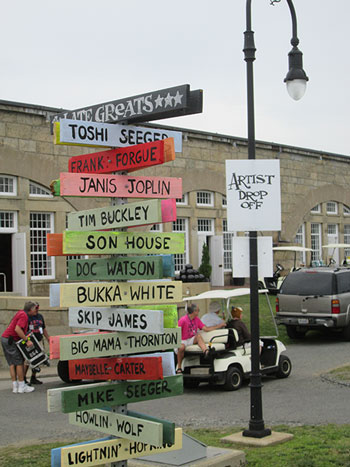 LATE GREATS ★★★
TOSHI SEEGER
FRANK FORGUE
JANIS JOPLIN
TIM BUCKLEY
SON HOUSE
DOC WATSON
BUKKA WHITE
SKIP JAMES
BIG MAMA THORNTON
MAYBELLE CARTER
MIKE SEEGER
HOWLIN' WOLF
LIGHTNIN' HOPKINS
ARTIST
DROP
OFF